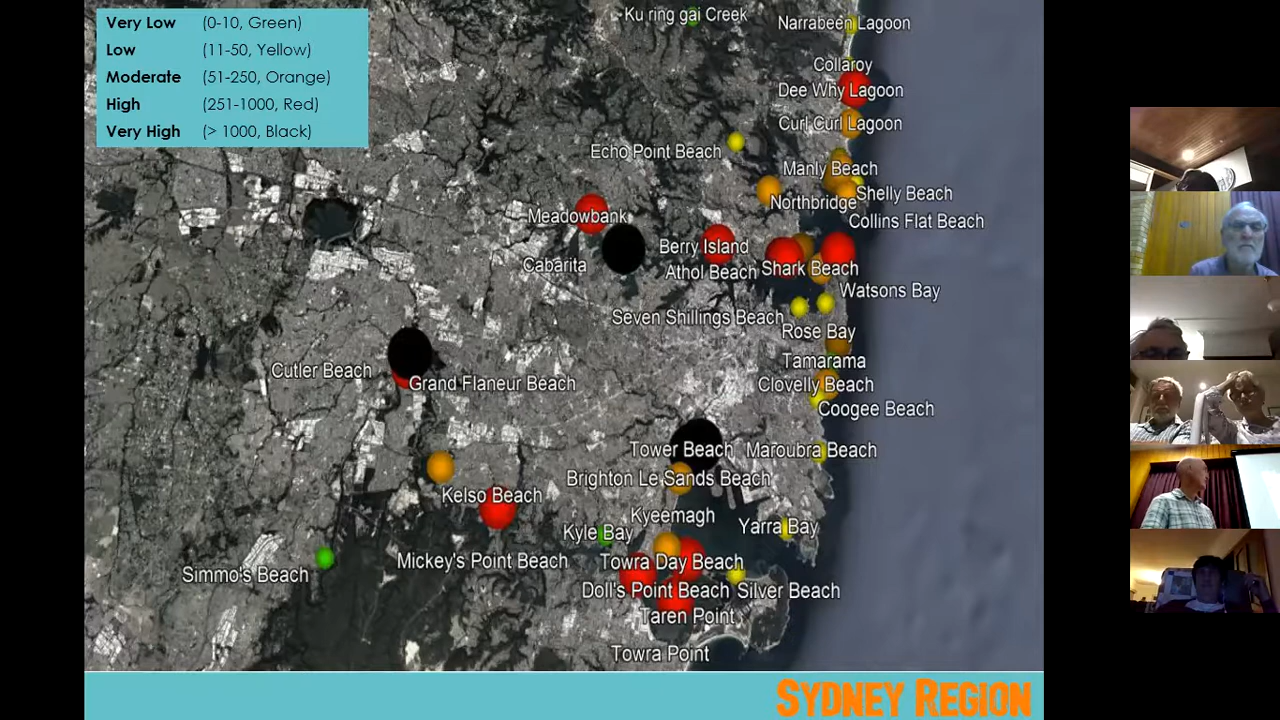 Very Low (0-10, Green)
Low (11-50, Yellow)
Moderate (51-250, Orange)
High (251-1000, Red)
Very High (> 1000, Black)
Ku ring gai Creek
Narrabeen Lagoon
Collaroy
Dee Why Lagoon
Curl Curl Lagoon
Echo Point Beach
Manly Beach
Shelly Beach
Northbridge
Meadowbank
Collins Flat Beach
Berry Island
Cabarita
Athol Beach
Shark Beach
Watsons Bay
Seven Shillings Beach
Rose Bay
Tamarama
Cutler Beach
Grand Flaneur Beach
Clovelly Beach
Coogee Beach
Tower Beach
Maroubra Beach
Brighton Le Sands Beach
Kelso Beach
Kyeemagh
Yarra Bay
Kyle Bay
Mickey's Point Beach
Towra Day Beach
Simmo's Beach
Doll's Point Beach
Silver Beach
Taren Point
Towra Point
SYDNEY REGION